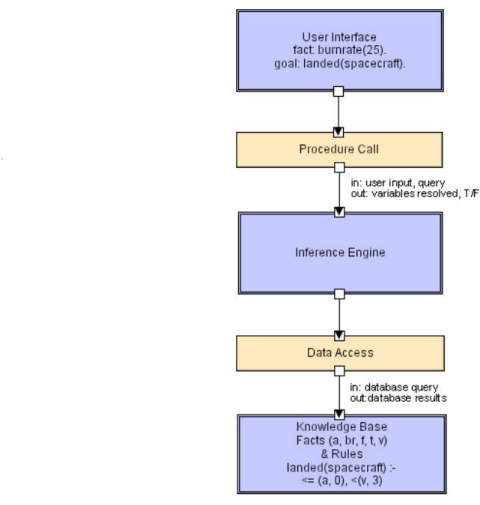 User Interface
fact: burnrate(25).
goal: landed(spacecraft).
Procedure Call
in: user input, query
out: variables resolved, T/F
Inference Engine
Data Access
in: database query
out:database results
Knowledge Base
Facts (a, br, f, t, v)
& Rules
landed(spacecraft) :-
<= (a, 0), <(v, 3)